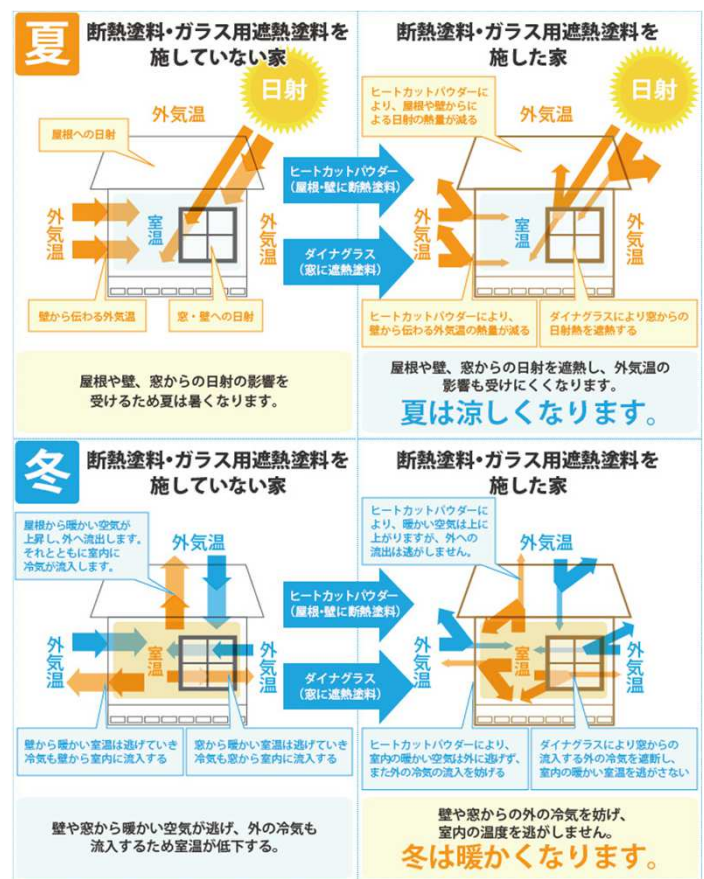 夏
断熱塗料・ガラス用遮熱塗料を
施していない家
断熱塗料・ガラス用遮熱塗料を
施した家
日射
外気温
屋根への日射
外気温
室温
外気温
壁から伝わる外気温
窓・壁への日射
ヒートカットパウダー
(屋根・壁に断熱塗料)
ダイナグラス
(窓に遮熱塗料)
日射
ヒートカットパウダーに
より、屋根や壁からに
よる日射の熱量が減る
外気温
外気温
室温
外気温
ヒートカットパウダーにより、
壁から伝わる外気温の熱量が減る
ダイナグラスにより窓からの
日射熱を遮熱する
屋根や壁、窓からの日射の影響を
受けるため夏は暑くなります。
屋根や壁、窓からの日射を遮熱し、外気温の
影響も受けにくくなります。
夏は涼しくなります。
冬
断熱塗料・ガラス用遮熱塗料を
施していない家
断熱塗料・ガラス用遮熱塗料を
施した家
屋根から暖かい空気が
上昇し、外へ流出します。
それとともに室内に
冷気が流入します。
外気温
外気温
室温
外気温
壁から暖かい室温は逃げていき
冷気も壁から室内に流入する
窓から暖かい室温は逃げていき
冷気も窓から室内に流入する
ヒートカットパウダー
(屋根・壁に断熱塗料)
ダイナグラス
(窓に遮熱塗料)
ヒートカットパウダーに
より、暖かい空気は上に
上がりますが、外への
流出は逃がしません。
外気温
外気温
室温
外気温
ヒートカットパウダーにより、
室内の暖かい空気は外に逃げず、
また外の冷気の流入を妨げる
ダイナグラスにより窓からの
流入する外の冷気を遮断し、
室内の暖かい室温を逃がさない
壁や窓から暖かい空気が逃げ、外の冷気も
流入するため室温が低下する。
壁や窓からの外の冷気を妨げ、
室内の温度を逃がしません。
冬は暖かくなります。